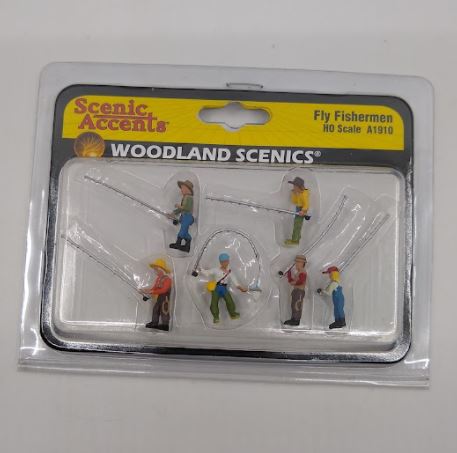 Scenic
Accents®
Fly Fishermen
HO Scale A1910
WOODLAND SCENICS®